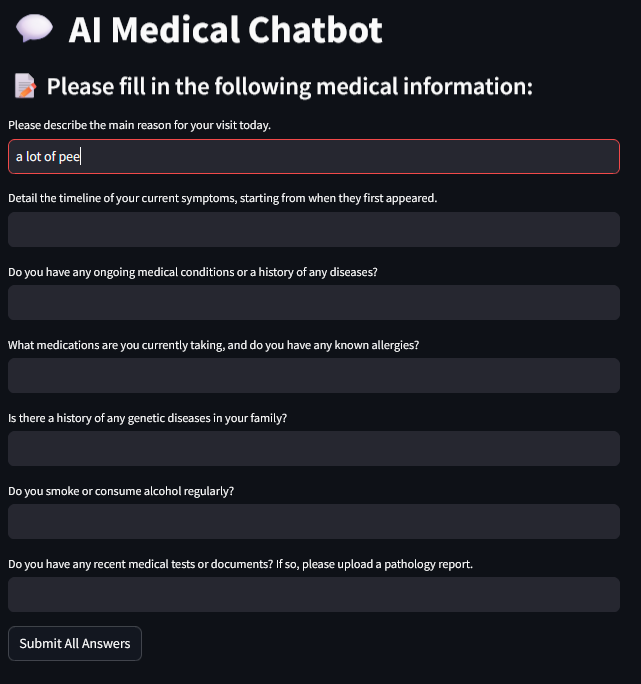 AI Medical Chatbot
Please fill in the following medical information:
Please describe the main reason for your visit today.
a lot of pee
Detail the timeline of your current symptoms, starting from when they first appeared.
Do you have any ongoing medical conditions or a history of any diseases?
What medications are you currently taking, and do you have any known allergies?
Is there a history of any genetic diseases in your family?
Do you smoke or consume alcohol regularly?
Do you have any recent medical tests or documents? If so, please upload a pathology report.
Submit All Answers